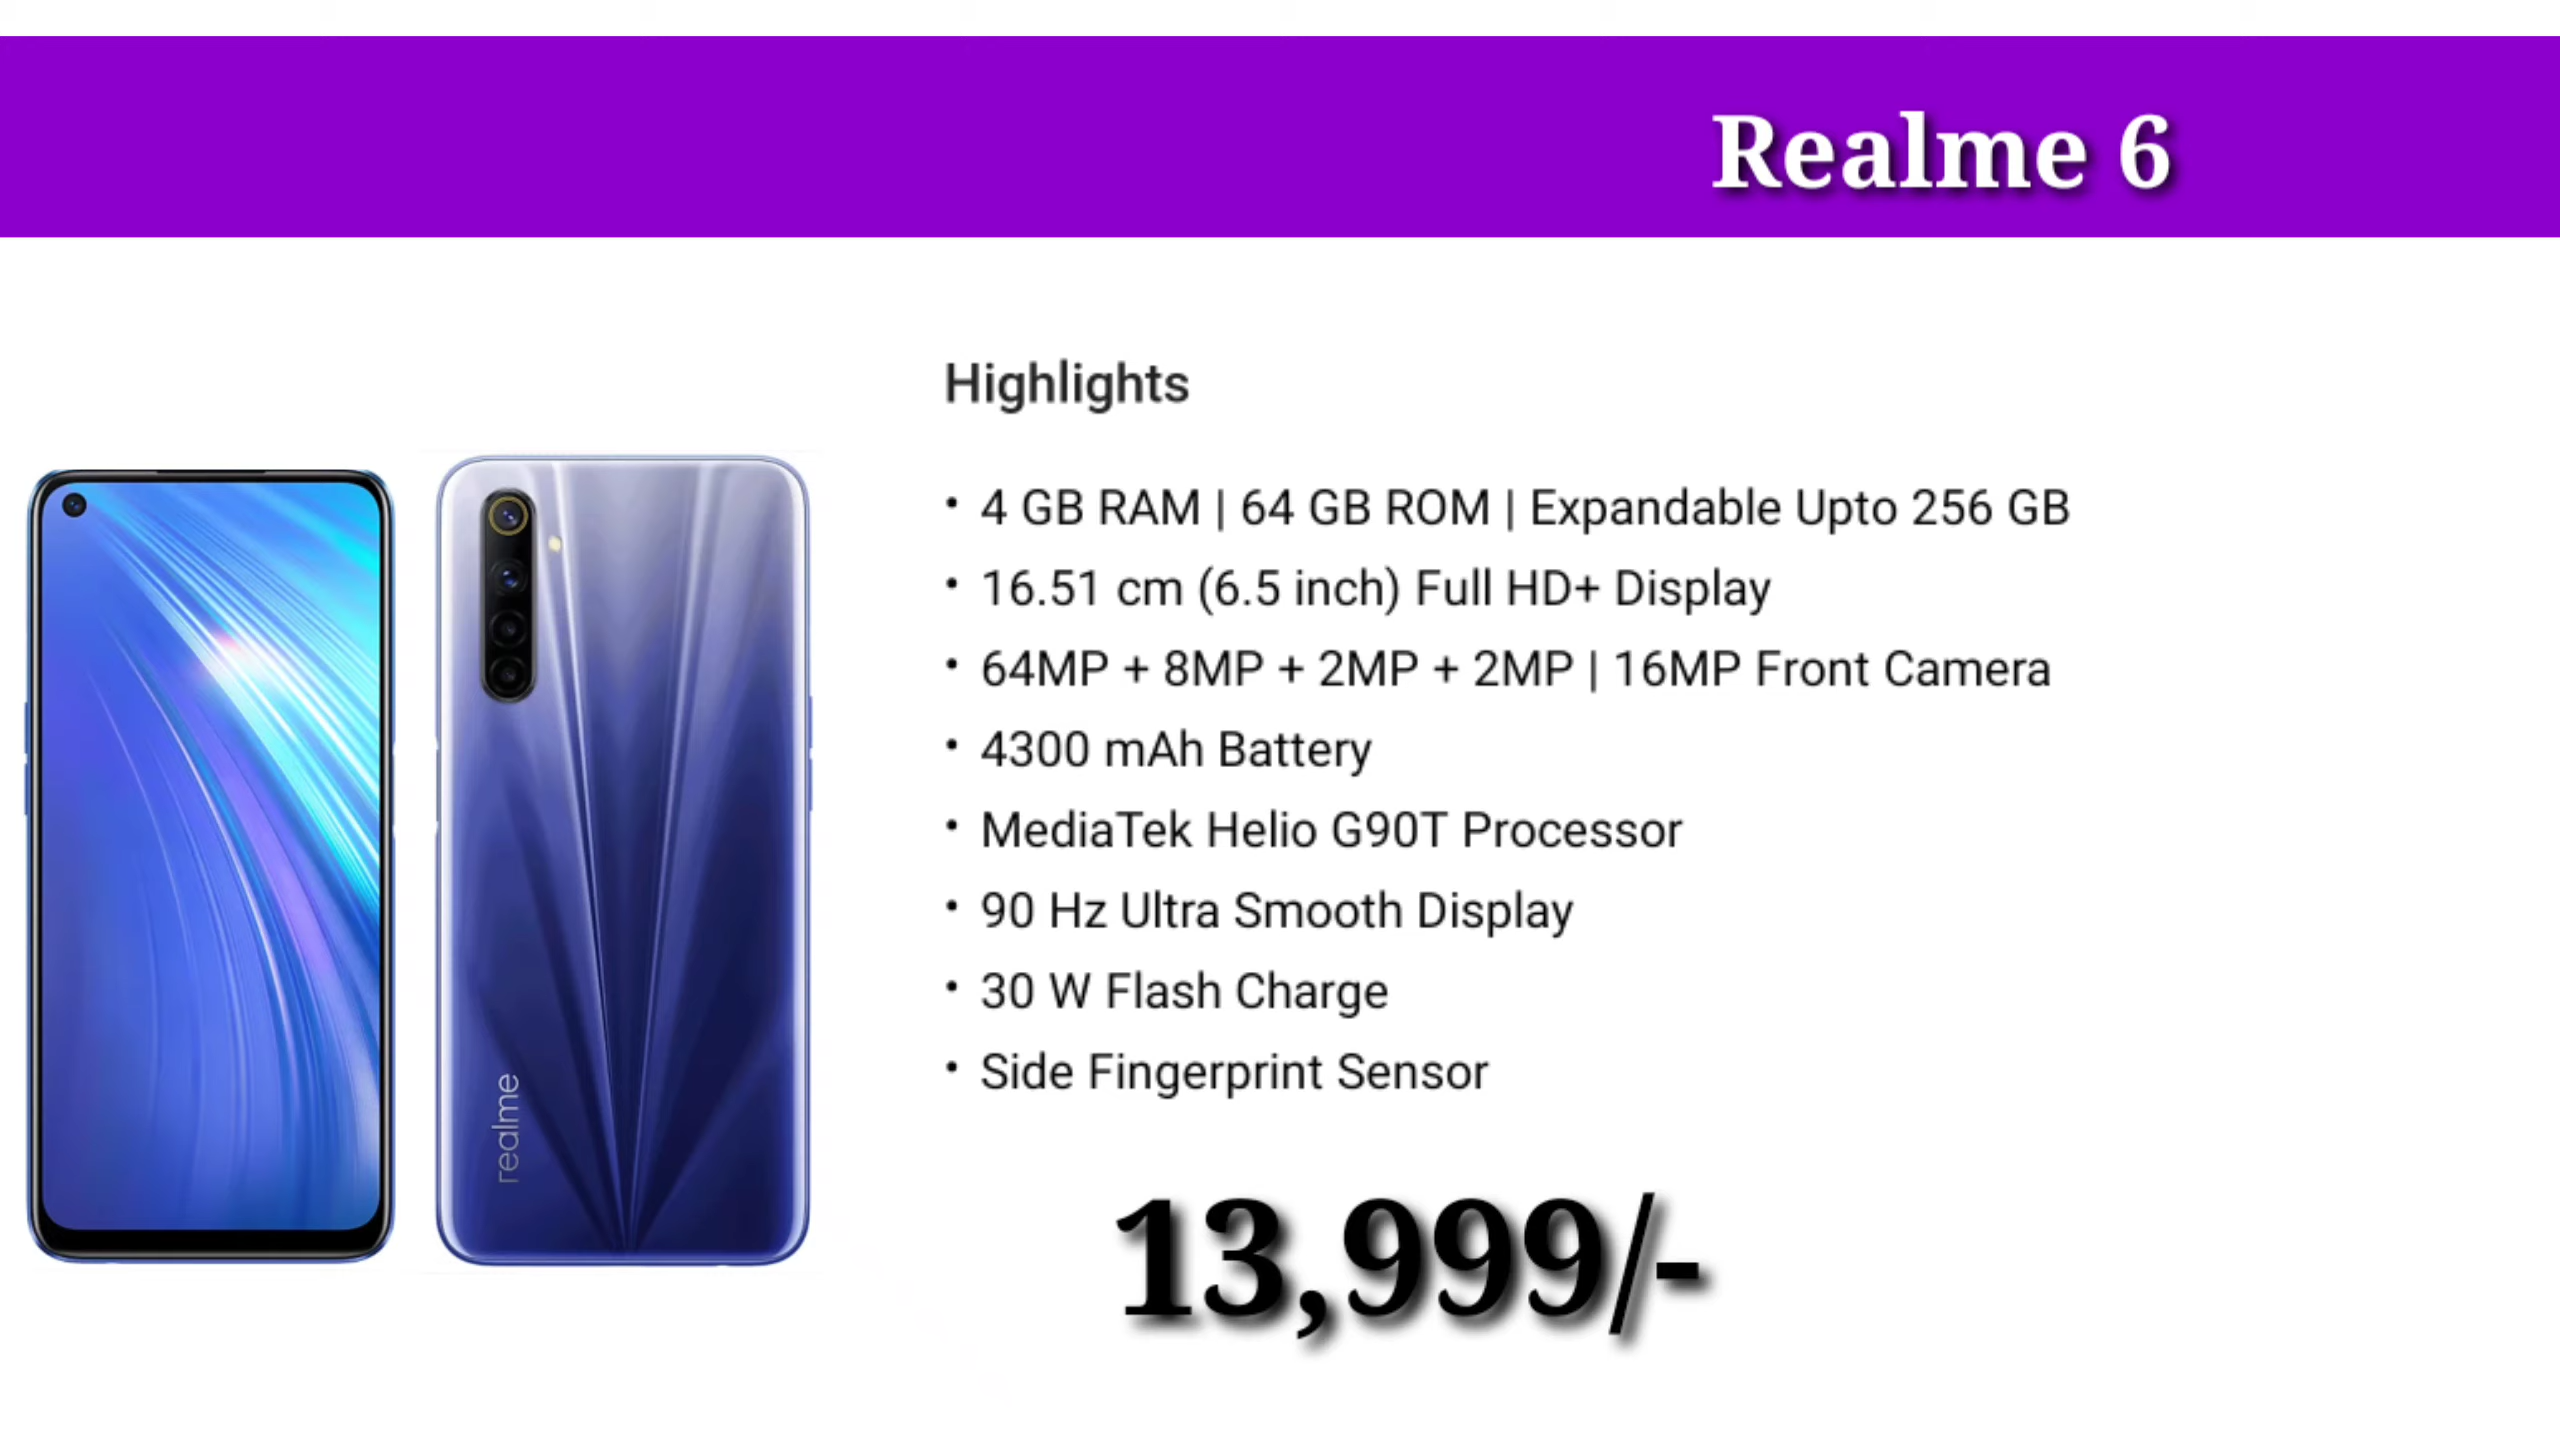 Realme 6
Highlights
• 4 GB RAM | 64 GB ROM | Expandable Upto 256 GB
• 16.51 cm (6.5 inch) Full HD+ Display
• 64MP + 8MP + 2MP + 2MP | 16MP Front Camera
• 4300 mAh Battery
• MediaTek Helio G90T Processor
• 90 Hz Ultra Smooth Display
• 30 W Flash Charge
• Side Fingerprint Sensor
realme
13,999/-